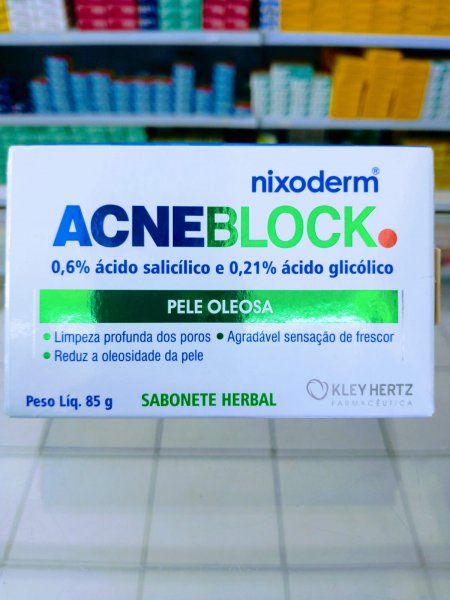 nixoderm®
ACNEBLOCK.
0,6% ácido salicílico e 0,21% ácido glicólico
PELE OLEOSA
• Limpeza profunda dos poros • Agradável sensação de frescor
• Reduz a oleosidade da pele
Peso Líq. 85 g SABONETE HERBAL KLEY HERTZ
FARMACÊUTICA